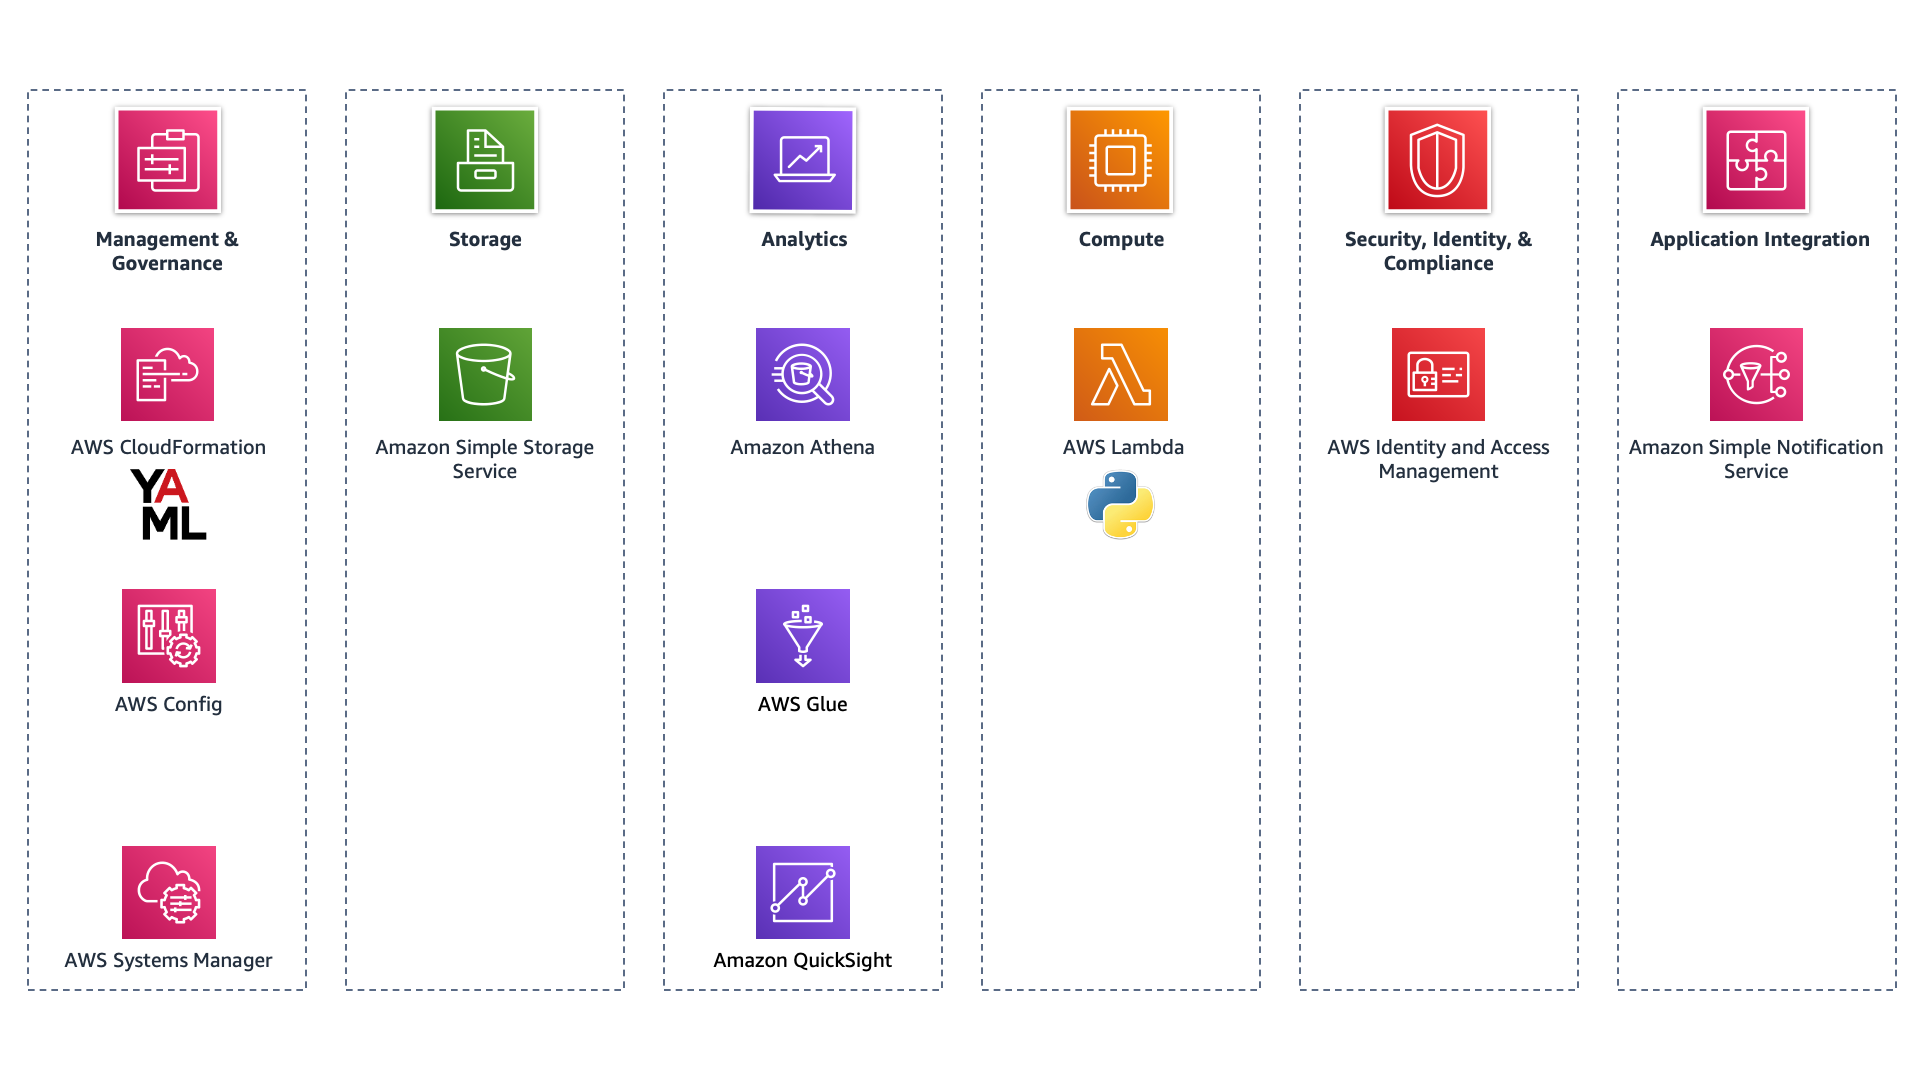 Management &
Governance
AWS CloudFormation
YA
ML
AWS Config
AWS Systems Manager
Storage
Amazon Simple Storage
Service
Analytics
Amazon Athena
AWS Glue
Amazon QuickSight
Compute
AWS Lambda
Security, Identity, &
Compliance
AWS Identity and Access
Management
Application Integration
Amazon Simple Notification
Service